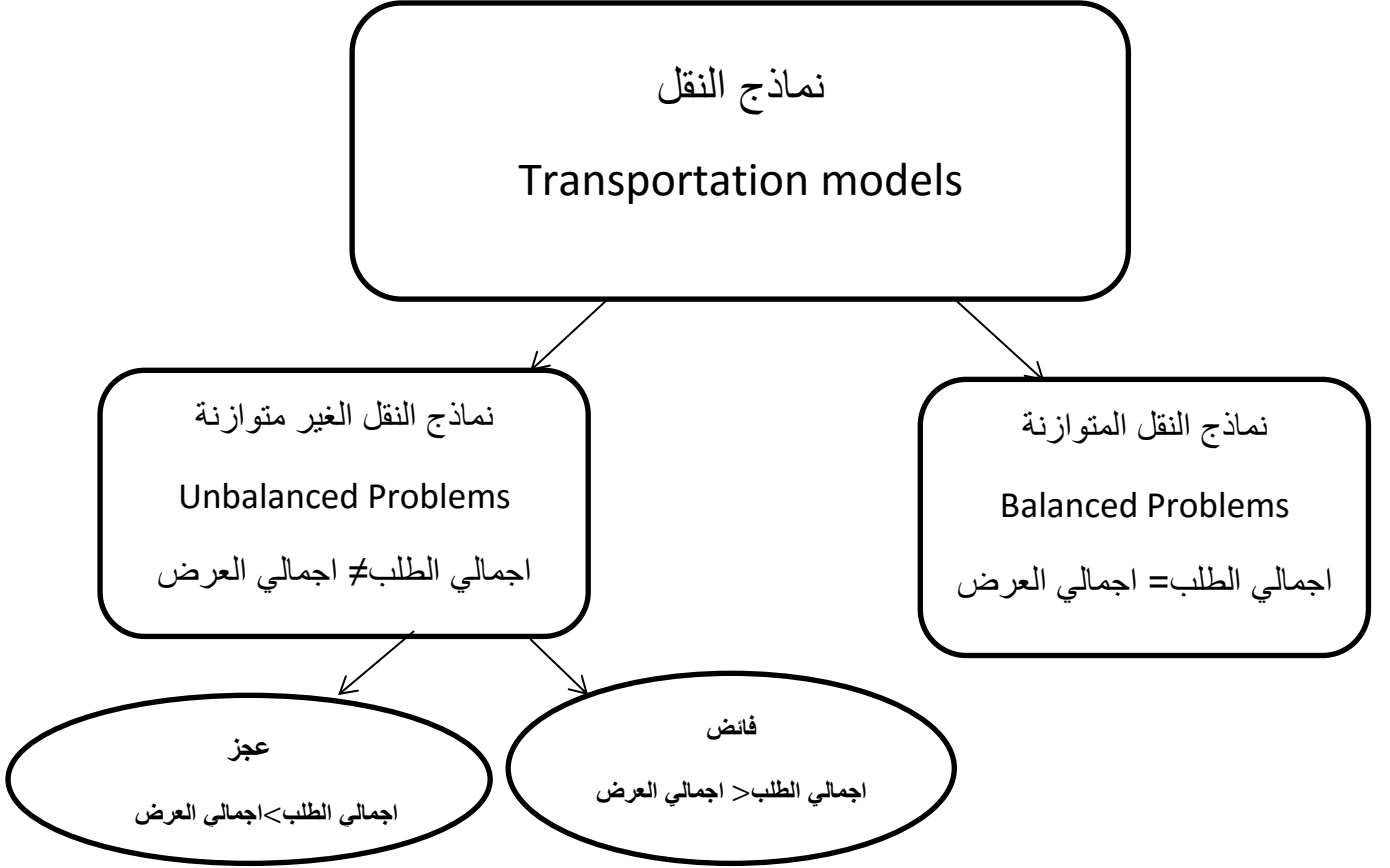 نماذج النقل
Transportation models
نماذج النقل المتوازنة
Balanced Problems
اجمالي الطلب= اجمالي العرض
نماذج النقل الغير متوازنة
Unbalanced Problems
اجمالي الطلب≠ اجمالي العرض
فائض
اجمالي الطلب< اجمالي العرض
عجز
اجمالي الطلب>اجمالي العرض